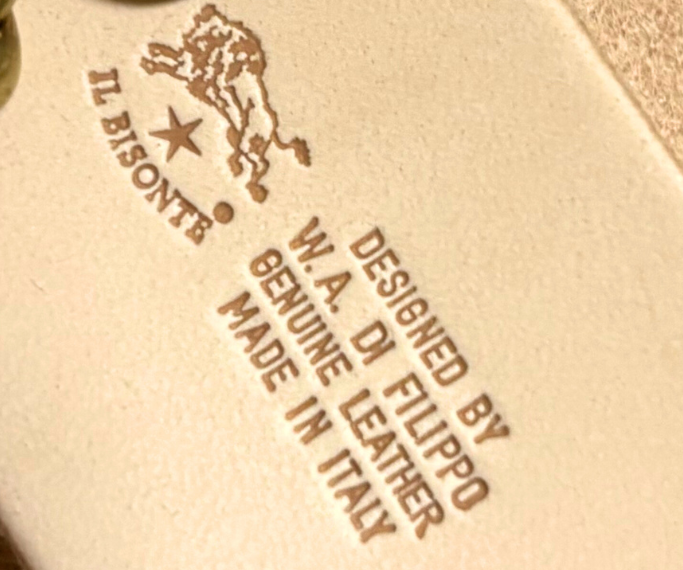 IL BISONTE
DESIGNED BY
W. A. DI FILIPPO
GENUINE LEATHER
MADE IN ITALY